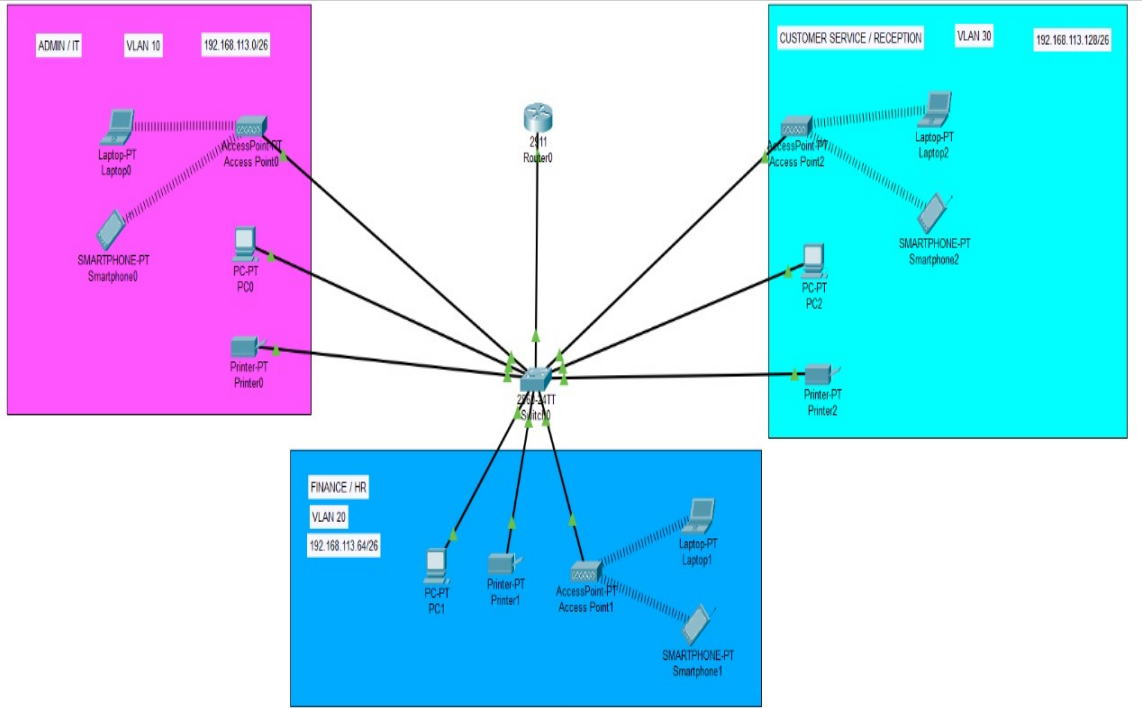 ADMIN / IT
VLAN 10
192.168.113.0/26
Laptop-PT
Laptop0
AccessPoint-PT
Access Point0
SMARTPHONE-PT
Smartphone0
PC-PT
PC0
Printer-PT
Printer0
2911
Router0
2960-24TT
Switch0
CUSTOMER SERVICE / RECEPTION
VLAN 30
192.168.113.128/26
AccessPoint-PT
Access Point2
Laptop-PT
Laptop2
SMARTPHONE-PT
Smartphone2
PC-PT
PC2
Printer-PT
Printer2
FINANCE / HR
VLAN 20
192.168.113.64/26
PC-PT
PC1
Printer-PT
Printer1
AccessPoint-PT
Access Point1
Laptop-PT
Laptop1
SMARTPHONE-PT
Smartphone1